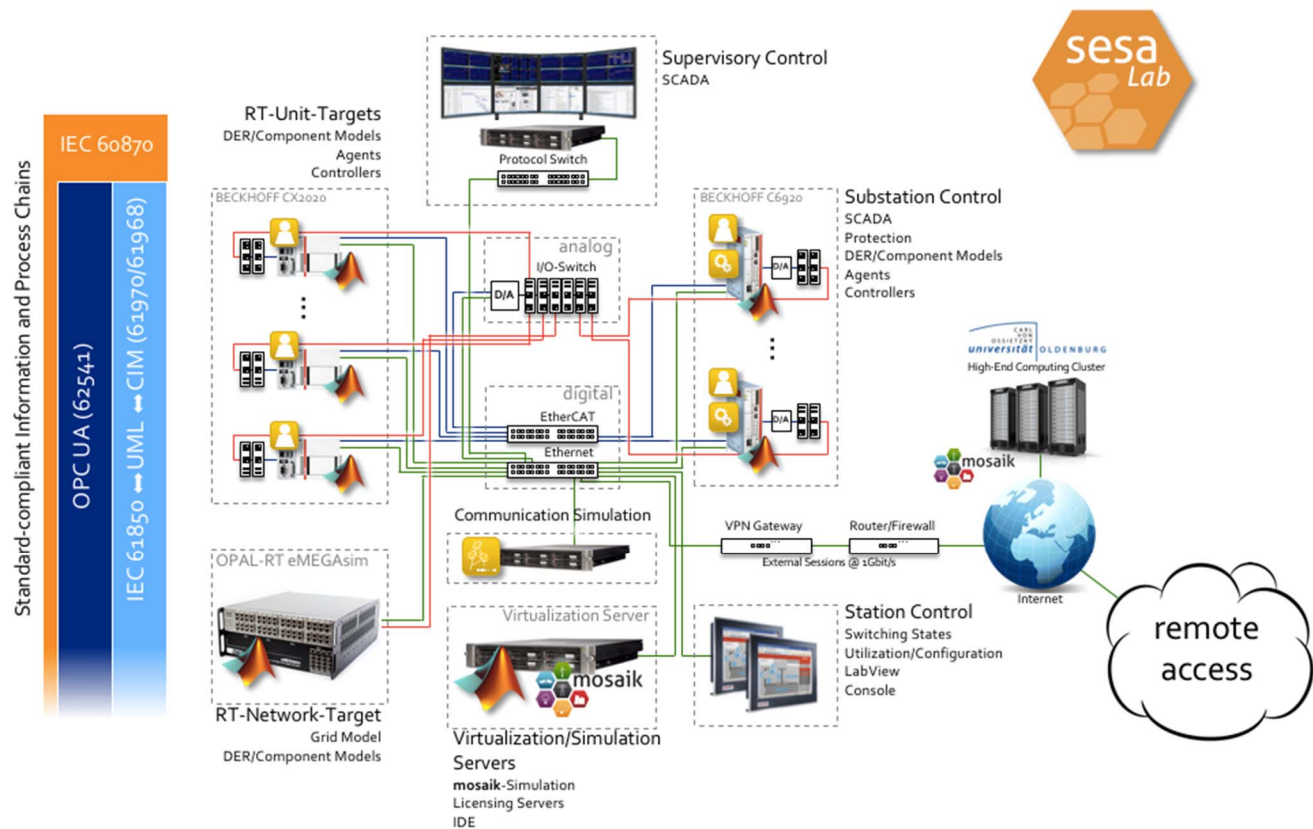 sesa
Lab
Supervisory Control
SCADA
Protocol Switch
RT-Unit-Targets
DER/Component Models
Agents
Controllers
Standard-compliant Information and Process Chains
IEC 60870
OPC UA (62541)
IEC 61850 ⬌ UML ⬌ CIM (61970/61968)
BECKHOFF CX2020
...
analog
I/O-Switch
D/A
digital
EtherCAT
Ethernet
BECKHOFF C6920
D/A
...
D/A
Substation Control
SCADA
Protection
DER/Component Models
Agents
Controllers
CARL
VON
OSSIETZKY
universität OLDENBURG
High-End Computing Cluster
mosaik
Communication Simulation
VPN Gateway
Router/Firewall
External Sessions @ 1Gbit/s
Internet
remote
access
OPAL-RT eMEGAsim
RT-Network-Target
Grid Model
DER/Component Models
Virtualization Server
mosaik
Virtualization/Simulation
Servers
mosaik-Simulation
Licensing Servers
IDE
Station Control
Switching States
Utilization/Configuration
LabView
Console